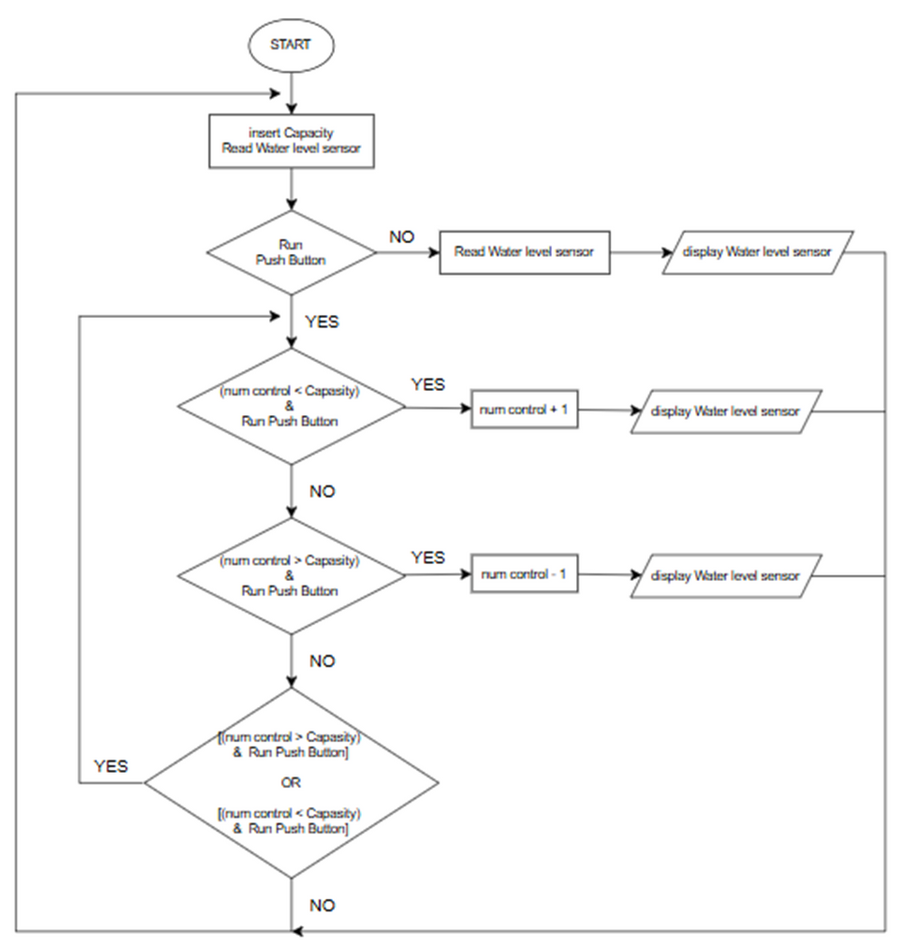 START
insert Capacity
Read Water level sensor
Run
Push Button
NO
Read Water level sensor
display Water level sensor
YES
(num control < Capasity)
&
Run Push Button
YES
num control + 1
display Water level sensor
NO
(num control > Capasity)
&
Run Push Button
YES
num control - 1
display Water level sensor
NO
[(num control > Capasity)
& Run Push Button]
OR
[(num control < Capasity)
& Run Push Button]
YES
NO